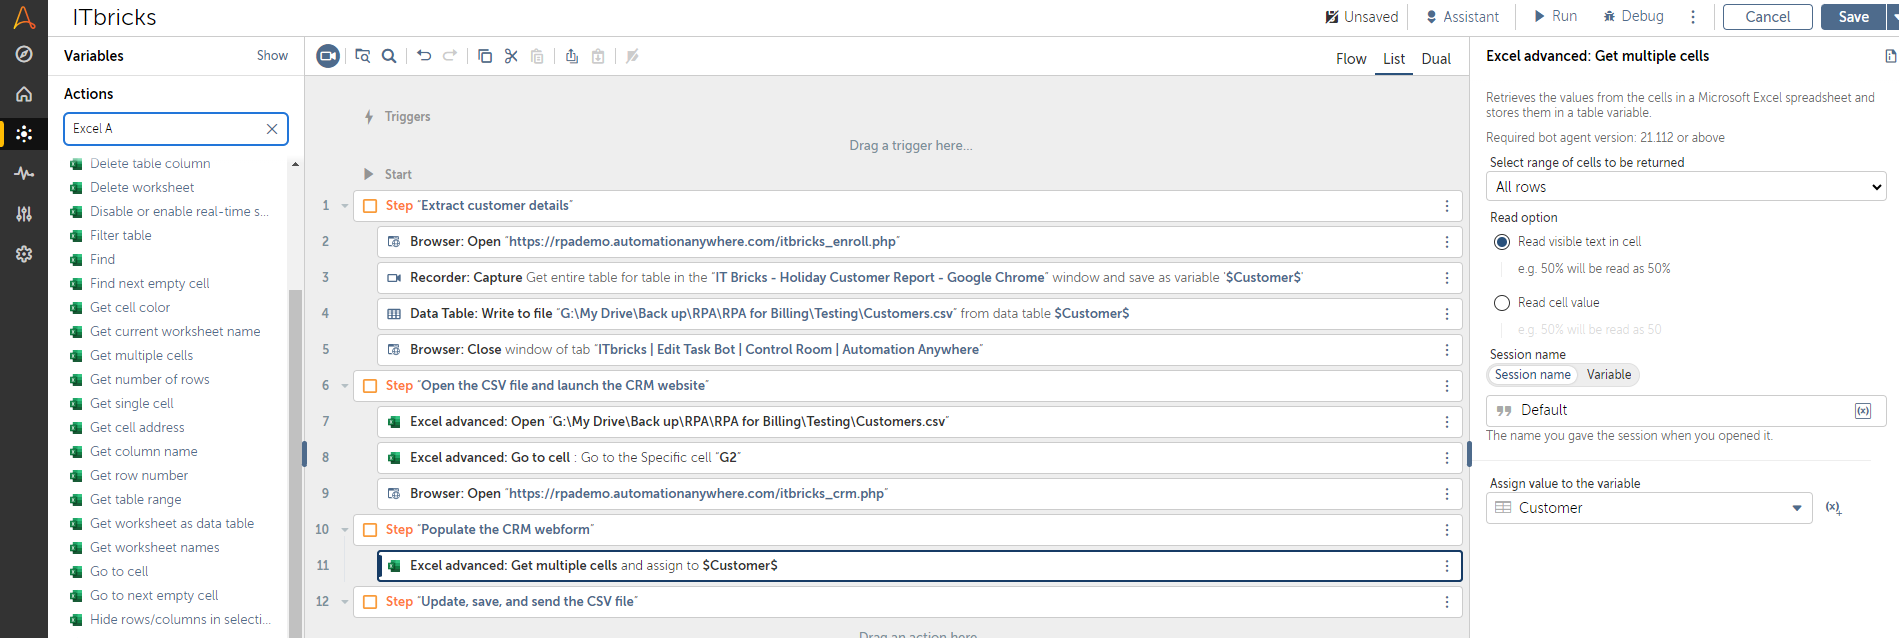 ITbricks
Unsaved
Assistant
Run
Debug
Cancel
Save
Variables
Show
Actions
Excel A
Delete table column
Delete worksheet
Disable or enable real-time s...
Filter table
Find
Find next empty cell
Get cell color
Get current worksheet name
Get multiple cells
Get number of rows
Get single cell
Get cell address
Get column name
Get row number
Get table range
Get worksheet as data table
Get worksheet names
Go to cell
Go to next empty cell
Hide rows/columns in selecti...
Flow List Dual
Triggers
Drag a trigger here...
Start
1 Step "Extract customer details"
2 Browser: Open "https://rpademo.automationanywhere.com/itbricks_enroll.php"
3 Recorder: Capture Get entire table for table in the "IT Bricks - Holiday Customer Report - Google Chrome" window and save as variable '$Customer$'
4 Data Table: Write to file "G:\My Drive\Back up\RPA\RPA for Billing\Testing\Customers.csv" from data table $Customer$
5 Browser: Close window of tab "ITbricks | Edit Task Bot | Control Room | Automation Anywhere"
6 Step "Open the CSV file and launch the CRM website"
7 Excel advanced: Open "G:\My Drive\Back up\RPA\RPA for Billing\Testing\Customers.csv"
8 Excel advanced: Go to cell : Go to the Specific cell "G2"
9 Browser: Open "https://rpademo.automationanywhere.com/itbricks_crm.php"
10 Step "Populate the CRM webform"
11 Excel advanced: Get multiple cells and assign to $Customer$
12 Step "Update, save, and send the CSV file"
Drag an action here
Excel advanced: Get multiple cells
Retrieves the values from the cells in a Microsoft Excel spreadsheet and
stores them in a table variable.
Required bot agent version: 21.112 or above
Select range of cells to be returned
All rows
Read option
Read visible text in cell
e.g. 50% will be read as 50%
Read cell value
e.g. 50% will be read as 50
Session name
Session name Variable
Default (x)
The name you gave the session when you opened it.
Assign value to the variable
Customer (x)+